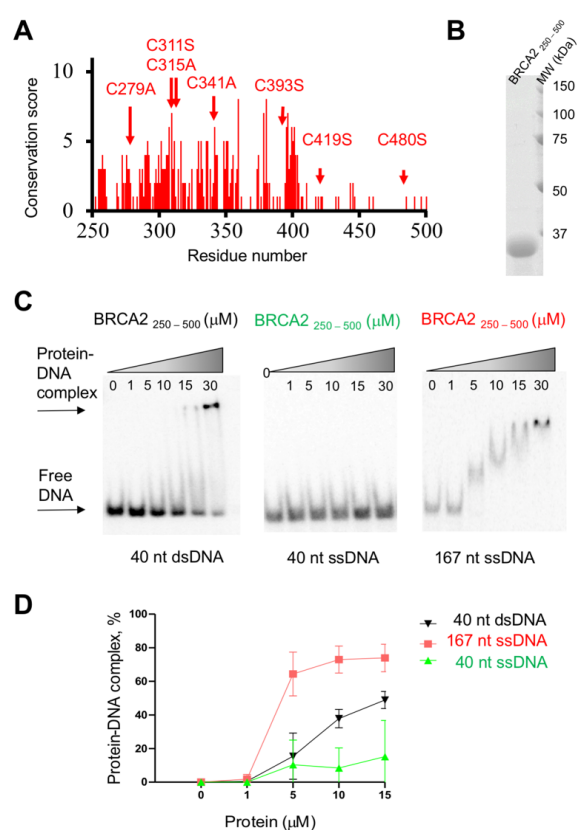 A
B
C311S
C315A
C279A
C341A
C393S
C419S
C480S
10
5
0
Conservation score
250 300 350 400 450 500
Residue number
BRCA2 250–500
MW (kDa)
150
100
75
50
37
C
BRCA2 250 – 500 (μM)
BRCA2 250 – 500 (μM)
BRCA2 250 – 500 (μM)
Protein-
DNA
complex
0 1 5 10 15 30
0
1 5 10 15 30
0 1 5 10 15 30
Free
DNA
40 nt dsDNA
40 nt ssDNA
167 nt ssDNA
D
Protein-DNA complex, %
100
80
60
40
20
0
0 1 5 10 15
Protein (μM)
40 nt dsDNA
167 nt ssDNA
40 nt ssDNA